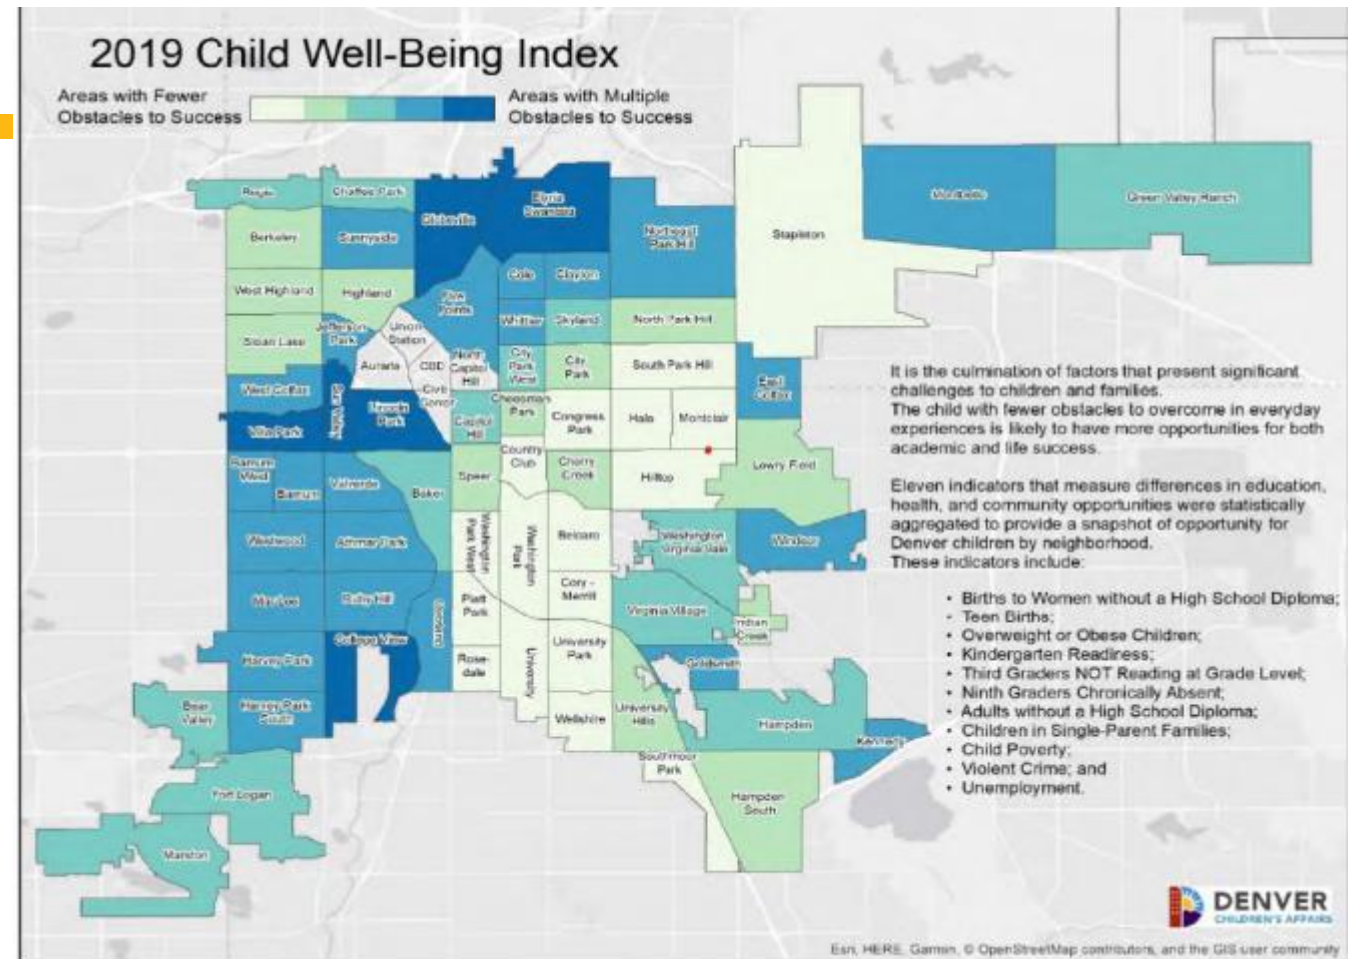 2019 Child Well-Being Index
Areas with Fewer
Obstacles to Success
Areas with Multiple
Obstacles to Success
Regis
Chaffee Park
Globeville
Elyria
Swansea
Berkeley
Sunnyside
Northeast
Park Hill
Stapleton
Montbello
Green Valley Ranch
West Highland
Highland
Five
Points
Cole
Clayton
Sloan Lake
Jefferson
Park
Union
Station
Whittier
Skyland
North Park Hill
Auraria
CBD
North
Capitol
Hill
City
Park
West
City
Park
South Park Hill
East
Colfax
West Colfax
Sun Valley
Lincoln
Park
Civic
Center
Cheesman
Park
Villa Park
Capitol
Hill
Congress
Park
Hale
Montclair
Barnum
West
Barnum
Valverde
Baker
Speer
Country
Club
Cherry
Creek
Hilltop
Lowry Field
Westwood
Athmar Park
Washington
Park West
Washington
Park
Belcaro
Washington
Virginia Vale
Windsor
Mar Lee
Ruby Hill
Overland
Platt
Park
Cory -
Merrill
Virginia Village
Indian
Creek
Harvey Park
College View
Rose-
dale
University
University
Park
Goldsmith
Bear
Valley
Harvey Park
South
Wellshire
University
Hills
Hampden
Kennedy
Southmoor
Park
Fort Logan
Hampden
South
Marston
It is the culmination of factors that present significant
challenges to children and families.
The child with fewer obstacles to overcome in everyday
experiences is likely to have more opportunities for both
academic and life success.
Eleven indicators that measure differences in education,
health, and community opportunities were statistically
aggregated to provide a snapshot of opportunity for
Denver children by neighborhood.
These indicators include:
• Births to Women without a High School Diploma;
• Teen Births;
• Overweight or Obese Children;
• Kindergarten Readiness;
• Third Graders NOT Reading at Grade Level;
• Ninth Graders Chronically Absent;
• Adults without a High School Diploma;
• Children in Single-Parent Families;
• Child Poverty;
• Violent Crime; and
• Unemployment.
DENVER
CHILDREN'S AFFAIRS
Esri, HERE, Garmin, © OpenStreetMap contributors, and the GIS user community